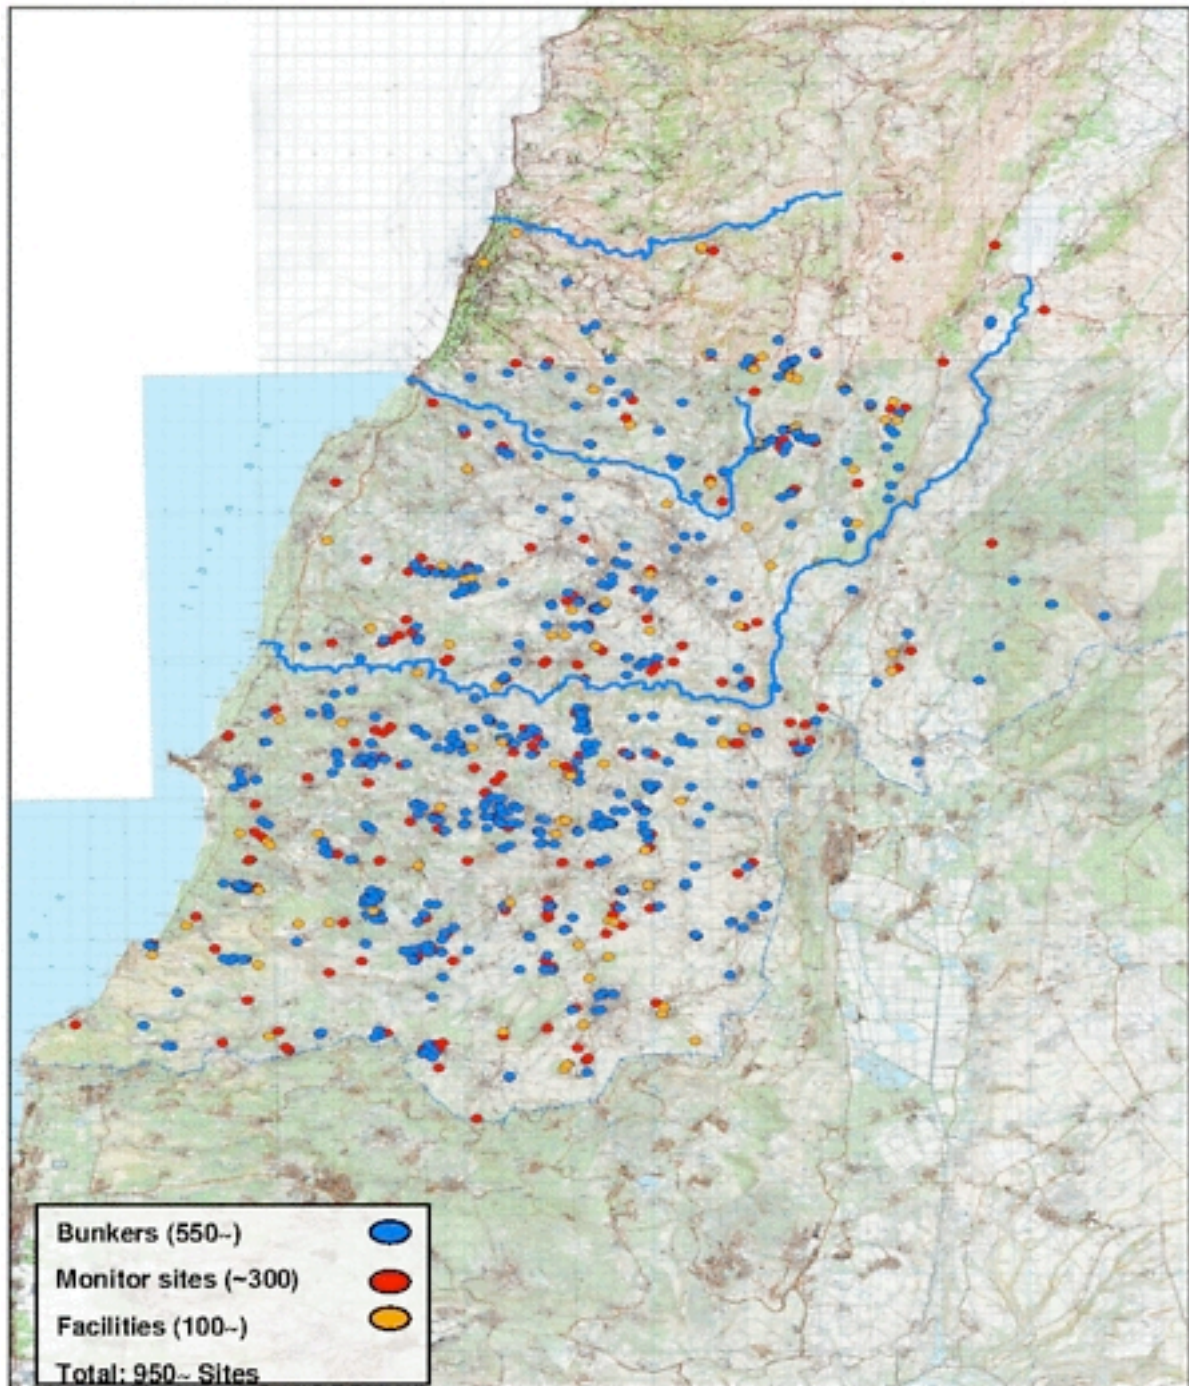 Bunkers (550~)
Monitor sites (~300)
Facilities (100~)
Total: 950~ Sites